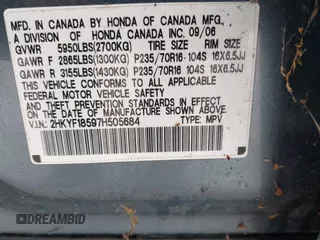 MFD. IN CANADA BY HONDA OF CANADA MFG.,
A DIVISION OF HONDA CANADA INC. 09/06
GVWR 5950LBS(2700KG) TIRE SIZE RIM SIZE
GAWR F 2865LBS(1300KG) P235/70R16-104S 16X6.5JJ
GAWR R 3155LBS(1430KG) P235/70R16-104S 16X6.5JJ
THIS VEHICLE CONFORMS TO ALL APPLICABLE FEDERAL
MOTOR VEHICLE SAFETY AND THEFT PREVENTION
STANDARDS IN EFFECT ON THE DATE OF
MANUFACTURE SHOWN ABOVE.
V.I.N.: 2HKYF18597H505684 TYPE: MPV
DREAMBID